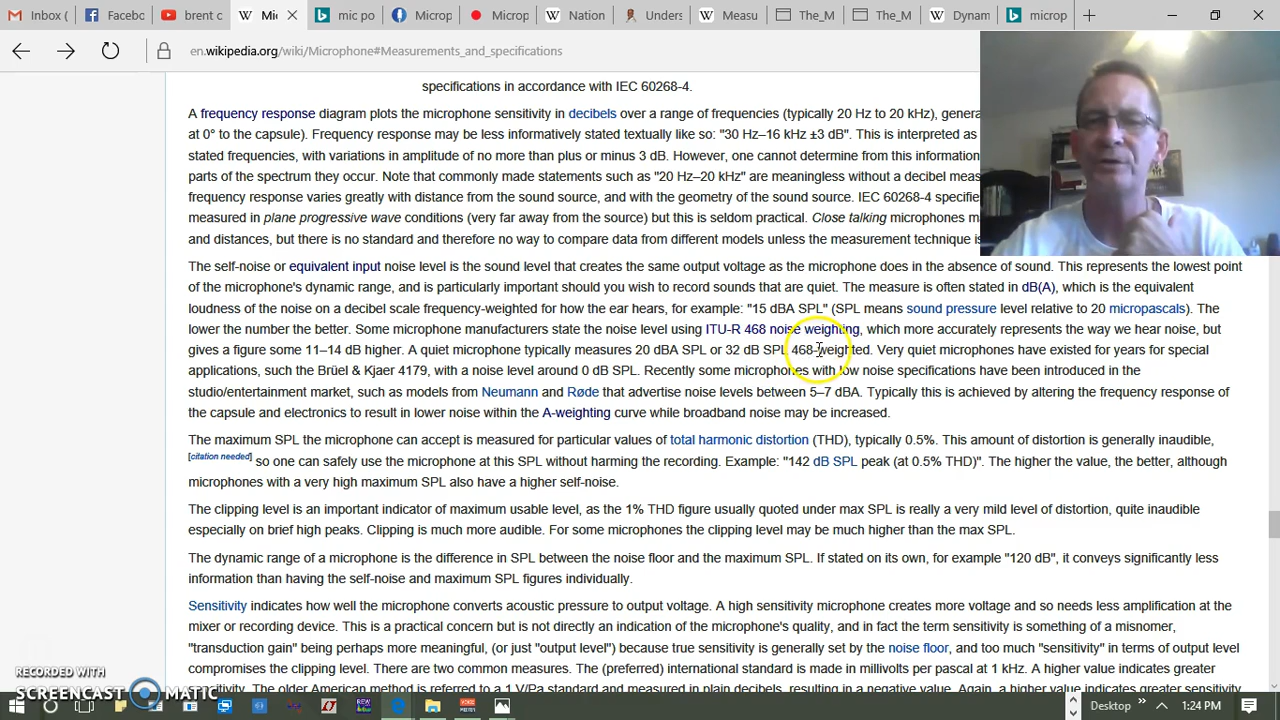 Inbox (
Facebo
brent c
Mic
mic po
Microp
Microp
Nation
Unders
Measu
The_M
The_M
Dynam
microp
en.wikipedia.org/wiki/Microphone#Measurements_and_specifications
specifications in accordance with IEC 60268-4.
A frequency response diagram plots the microphone sensitivity in decibels over a range of frequencies (typically 20 Hz to 20 kHz), genera
at 0° to the capsule). Frequency response may be less informatively stated textually like so: "30 Hz–16 kHz ±3 dB". This is interpreted as
stated frequencies, with variations in amplitude of no more than plus or minus 3 dB. However, one cannot determine from this information
parts of the spectrum they occur. Note that commonly made statements such as "20 Hz–20 kHz" are meaningless without a decibel meas
frequency response varies greatly with distance from the sound source, and with the geometry of the sound source. IEC 60268-4 specifie
measured in plane progressive wave conditions (very far away from the source) but this is seldom practical. Close talking microphones m
and distances, but there is no standard and therefore no way to compare data from different models unless the measurement technique is
The self-noise or equivalent input noise level is the sound level that creates the same output voltage as the microphone does in the absence of sound. This represents the lowest point
of the microphone's dynamic range, and is particularly important should you wish to record sounds that are quiet. The measure is often stated in dB(A), which is the equivalent
loudness of the noise on a decibel scale frequency-weighted for how the ear hears, for example: "15 dBA SPL" (SPL means sound pressure level relative to 20 micropascals). The
lower the number the better. Some microphone manufacturers state the noise level using ITU-R 468 noise weighting, which more accurately represents the way we hear noise, but
gives a figure some 11–14 dB higher. A quiet microphone typically measures 20 dBA SPL or 32 dB SPL 468-weighted. Very quiet microphones have existed for years for special
applications, such the Brüel & Kjaer 4179, with a noise level around 0 dB SPL. Recently some microphones with low noise specifications have been introduced in the
studio/entertainment market, such as models from Neumann and Røde that advertise noise levels between 5–7 dBA. Typically this is achieved by altering the frequency response of
the capsule and electronics to result in lower noise within the A-weighting curve while broadband noise may be increased.
The maximum SPL the microphone can accept is measured for particular values of total harmonic distortion (THD), typically 0.5%. This amount of distortion is generally inaudible,
[citation needed] so one can safely use the microphone at this SPL without harming the recording. Example: "142 dB SPL peak (at 0.5% THD)". The higher the value, the better, although
microphones with a very high maximum SPL also have a higher self-noise.
The clipping level is an important indicator of maximum usable level, as the 1% THD figure usually quoted under max SPL is really a very mild level of distortion, quite inaudible
especially on brief high peaks. Clipping is much more audible. For some microphones the clipping level may be much higher than the max SPL.
The dynamic range of a microphone is the difference in SPL between the noise floor and the maximum SPL. If stated on its own, for example "120 dB", it conveys significantly less
information than having the self-noise and maximum SPL figures individually.
Sensitivity indicates how well the microphone converts acoustic pressure to output voltage. A high sensitivity microphone creates more voltage and so needs less amplification at the
mixer or recording device. This is a practical concern but is not directly an indication of the microphone's quality, and in fact the term sensitivity is something of a misnomer,
"transduction gain" being perhaps more meaningful, (or just "output level") because true sensitivity is generally set by the noise floor, and too much "sensitivity" in terms of output level
compromises the clipping level. There are two common measures. The (preferred) international standard is made in millivolts per pascal at 1 kHz. A higher value indicates greater
sensitivity. The older American method is referred to a 1 V/Pa standard and measured in plain decibels, resulting in a negative value. Again, a higher value indicates greater sensitivity
RECORDED WITH
SCREENCAST MATIC
Desktop
1:24 PM